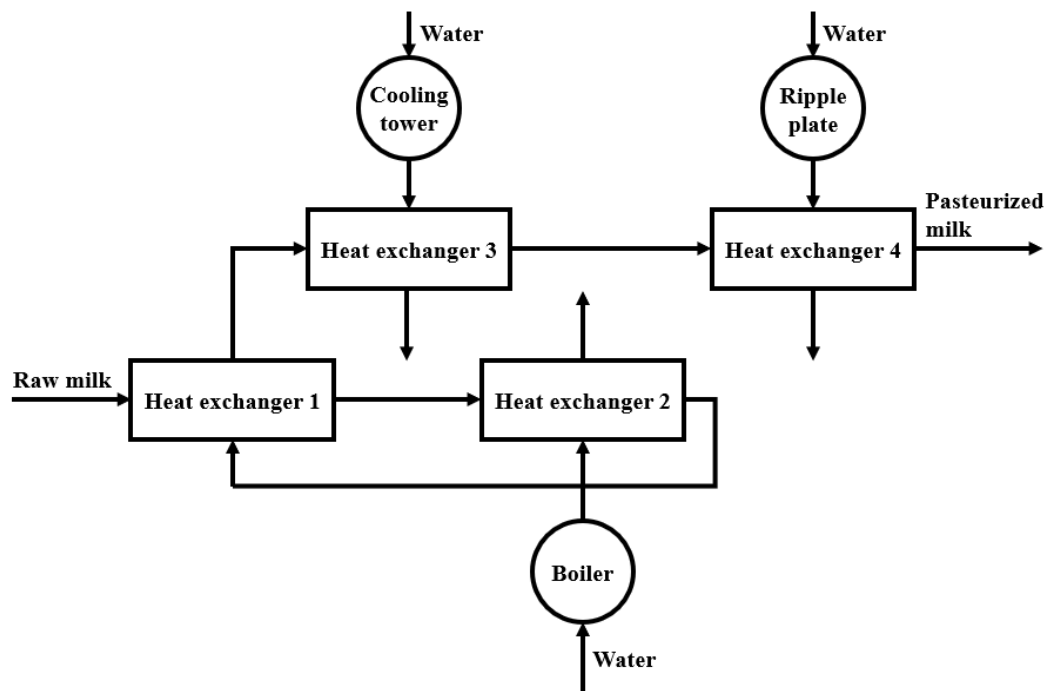 Water
Water
Cooling
tower
Ripple
plate
Pasteurized
milk
Heat exchanger 3
Heat exchanger 4
Raw milk
Heat exchanger 1
Heat exchanger 2
Boiler
Water